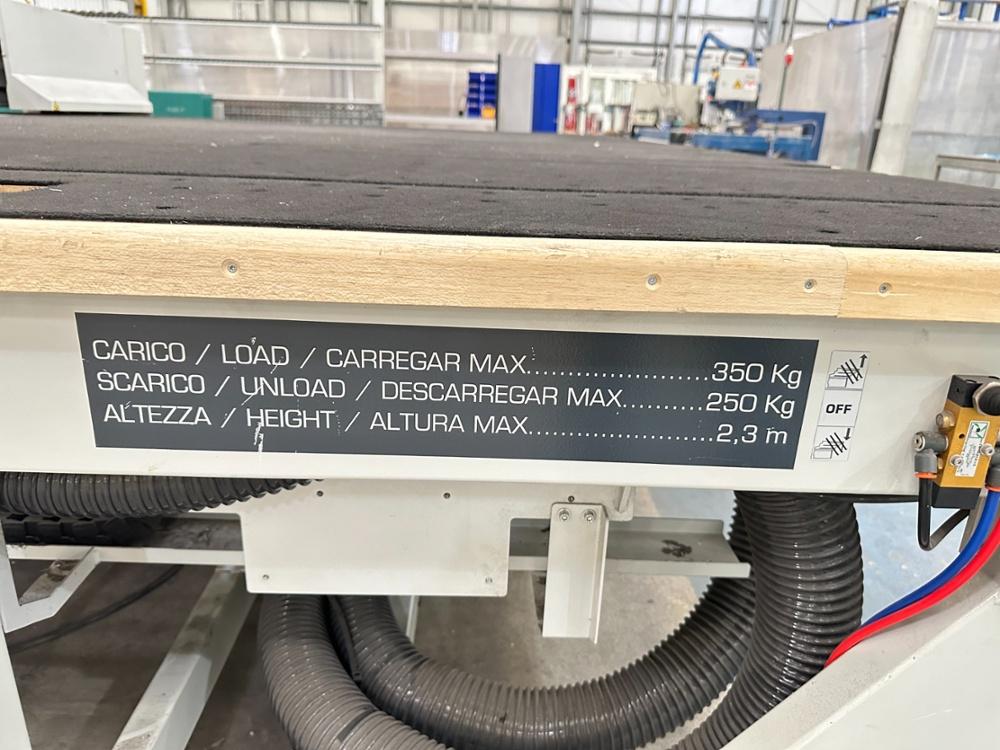 CARICO / LOAD / CARREGAR MAX.......................350 Kg
SCARICO / UNLOAD / DESCARREGAR MAX..........250 Kg
ALTEZZA / HEIGHT / ALTURA MAX.......................2,3 m
OFF